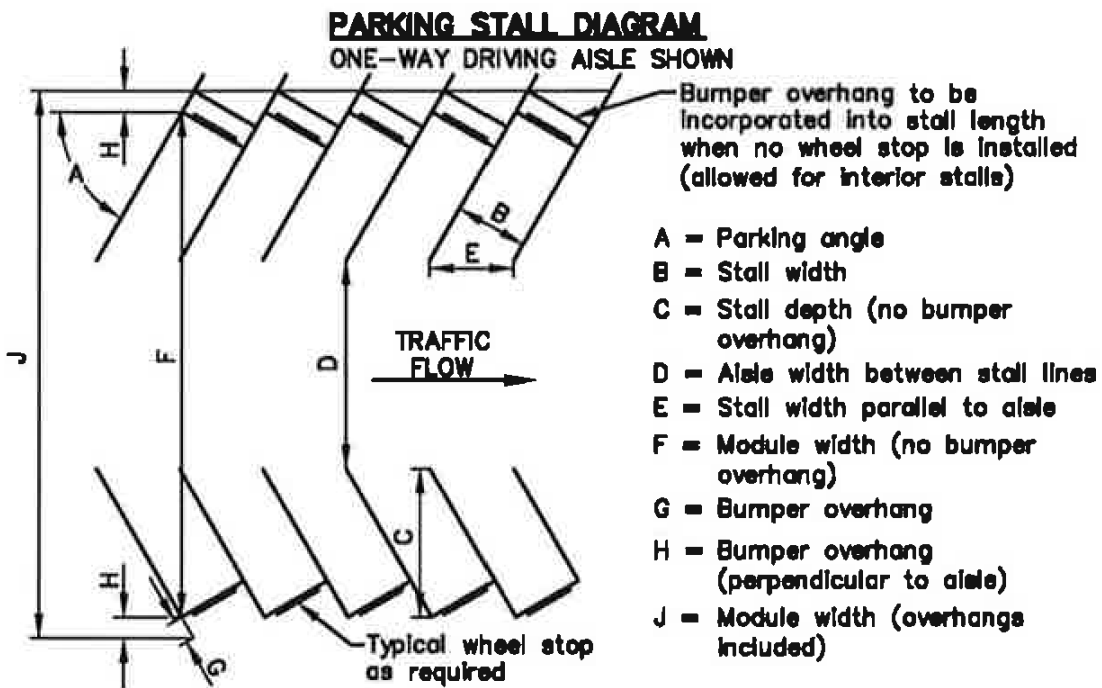 PARKING STALL DIAGRAM
ONE-WAY DRIVING AISLE SHOWN
Bumper overhang to be
incorporated into stall length
when no wheel stop is installed
(allowed for interior stalls)
H
A
B
E
J
F
D
TRAFFIC
FLOW
C
H
G
Typical wheel stop
as required
A = Parking angle
B = Stall width
C = Stall depth (no bumper
overhang)
D = Aisle width between stall lines
E = Stall width parallel to aisle
F = Module width (no bumper
overhang)
G = Bumper overhang
H = Bumper overhang
(perpendicular to aisle)
J = Module width (overhangs
included)